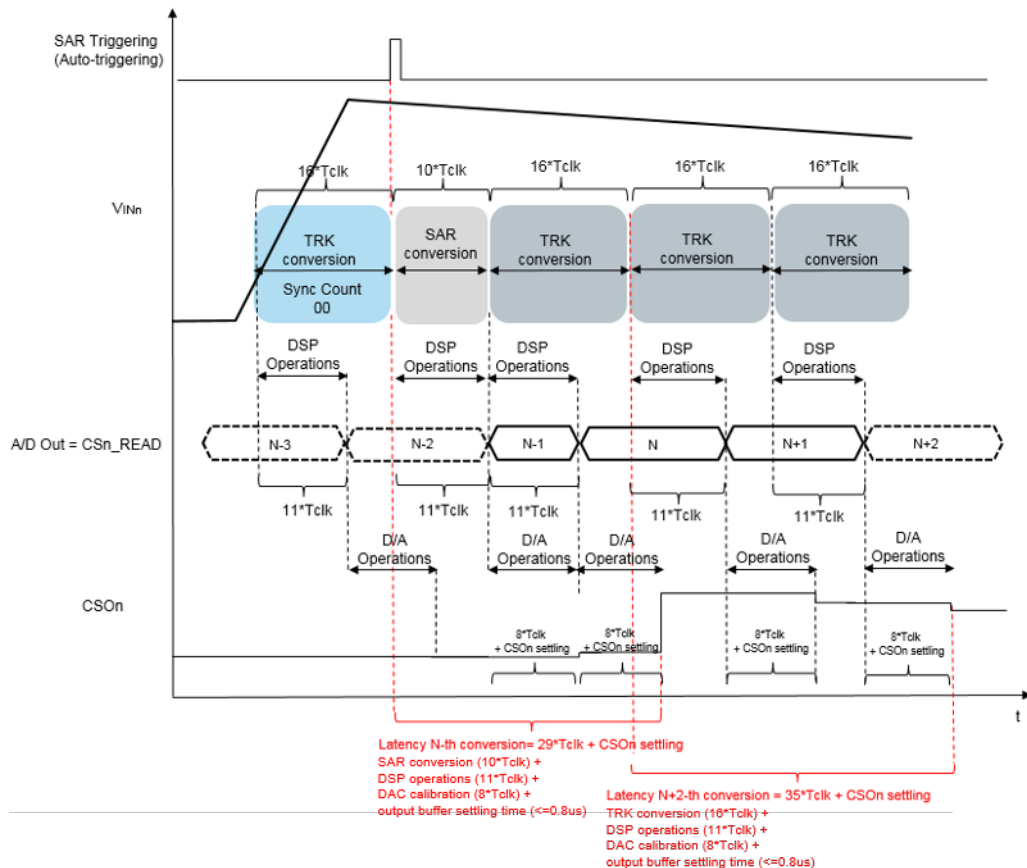 SAR Triggering
(Auto-triggering)
16*Tclk
10*Tclk
16*Tclk
16*Tclk
16*Tclk
VINn
TRK
conversion
Sync Count
00
SAR
conversion
TRK
conversion
TRK
conversion
TRK
conversion
DSP
Operations
DSP
Operations
DSP
Operations
DSP
Operations
DSP
Operations
A/D Out = CSn_READ
N-3
N-2
N-1
N
N+1
N+2
11*Tclk
11*Tclk
11*Tclk
11*Tclk
11*Tclk
D/A
Operations
D/A
Operations
D/A
Operations
D/A
Operations
D/A
Operations
CSOn
8*Tclk
+ CSOn settling
8*Tclk
+ CSOn settling
8*Tclk
+ CSOn settling
8*Tclk
+ CSOn settling
t
Latency N-th conversion= 29*Tclk + CSOn settling
SAR conversion (10*Tclk) +
DSP operations (11*Tclk) +
DAC calibration (8*Tclk) +
output buffer settling time (<=0.8us)
Latency N+2-th conversion = 35*Tclk + CSOn settling
TRK conversion (16*Tclk) +
DSP operations (11*Tclk) +
DAC calibration (8*Tclk) +
output buffer settling time (<=0.8us)